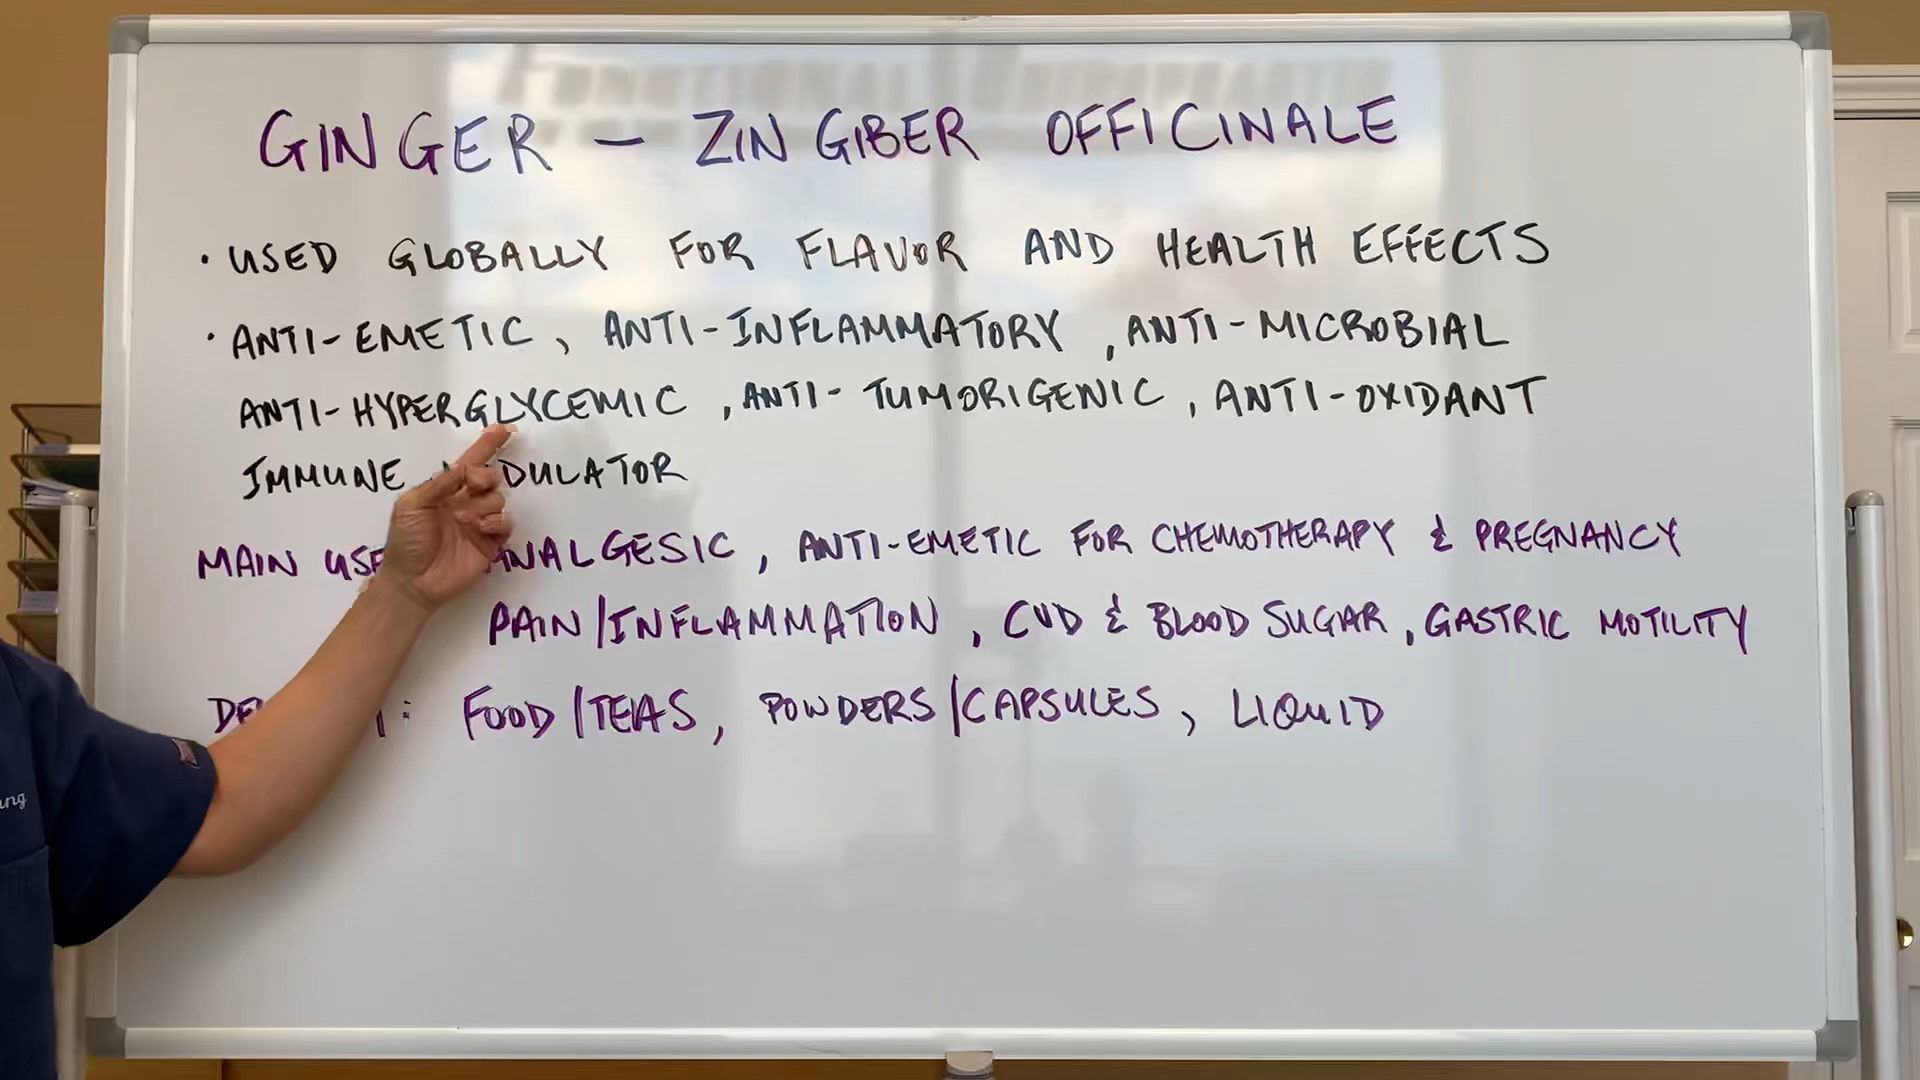 GINGER - ZINGIBER OFFICINALE
• USED GLOBALLY FOR FLAVOR AND HEALTH EFFECTS
• ANTI-EMETIC, ANTI-INFLAMMATORY, ANTI-MICROBIAL
ANTI-HYPERGLYCEMIC, ANTI-TUMORIGENIC, ANTI-OXIDANT
IMMUNE
MAIN ANALGESIC, ANTI-EMETIC FOR CHEMOTHERAPY & PREGNANCY
PAIN/INFLAMMATION, CVD & BLOOD SUGAR, GASTRIC MOTILITY
FOOD/TEAS, POWDERS/CAPSULES, LIQUID